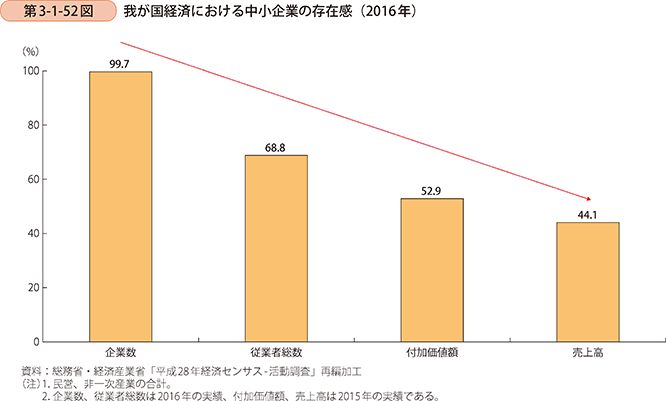 第3-1-52図 我が国経済における中小企業の存在感(2016年)
(%)
100
80
60
40
20
0
99.7
68.8
52.9
44.1
企業数 従業者総数 付加価値額 売上高
資料:総務省・経済産業省「平成28年経済センサス-活動調査」再編加工
(注)1. 民営、非一次産業の合計。
2. 企業数、従業者総数は2016年の実績、付加価値額、売上高は2015年の実績である。